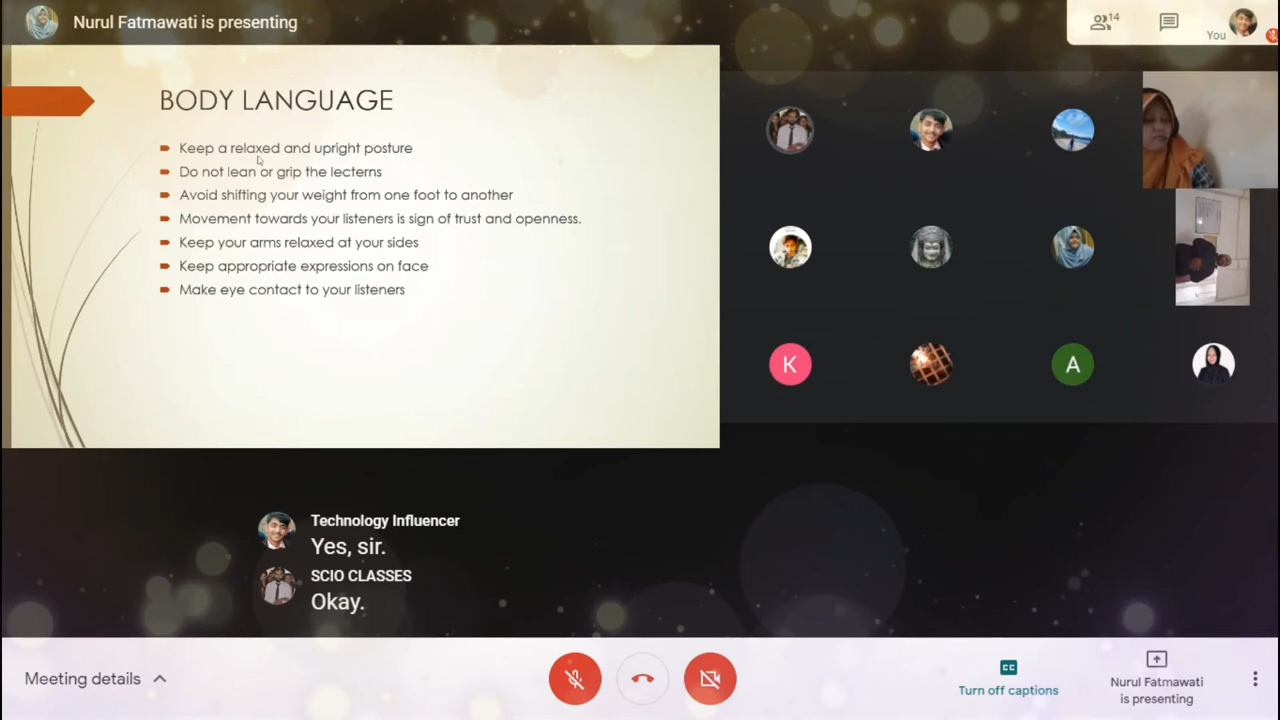 Nurul Fatmawati is presenting
14
You
BODY LANGUAGE
Keep a relaxed and upright posture
Do not lean or grip the lecterns
Avoid shifting your weight from one foot to another
Movement towards your listeners is sign of trust and openness.
Keep your arms relaxed at your sides
Keep appropriate expressions on face
Make eye contact to your listeners
K
A
Technology Influencer
Yes, sir.
SCIO CLASSES
Okay.
Meeting details
CC
Turn off captions
Nurul Fatmawati
is presenting